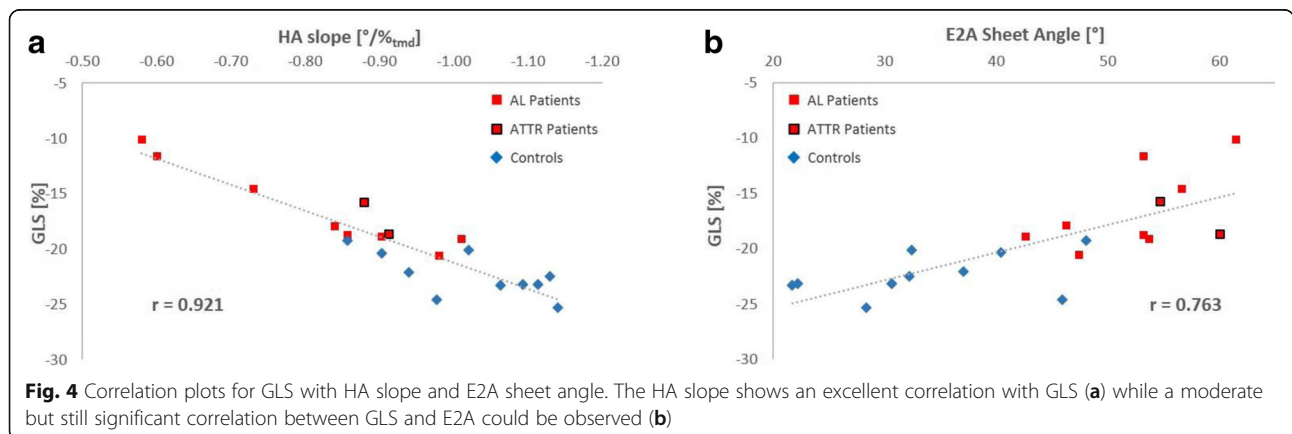 a
HA slope [°/%tmd]
-0.50 -0.60 -0.70 -0.80 -0.90 -1.00 -1.10 -1.20
-5
-10
-15
-20
-25
-30
GLS [%]
AL Patients
ATTR Patients
Controls
r = 0.921
b
E2A Sheet Angle [°]
20 30 40 50 60
-5
-10
-15
-20
-25
-30
GLS [%]
AL Patients
ATTR Patients
Controls
r = 0.763
Fig. 4 Correlation plots for GLS with HA slope and E2A sheet angle. The HA slope shows an excellent correlation with GLS (a) while a moderate
but still significant correlation between GLS and E2A could be observed (b)